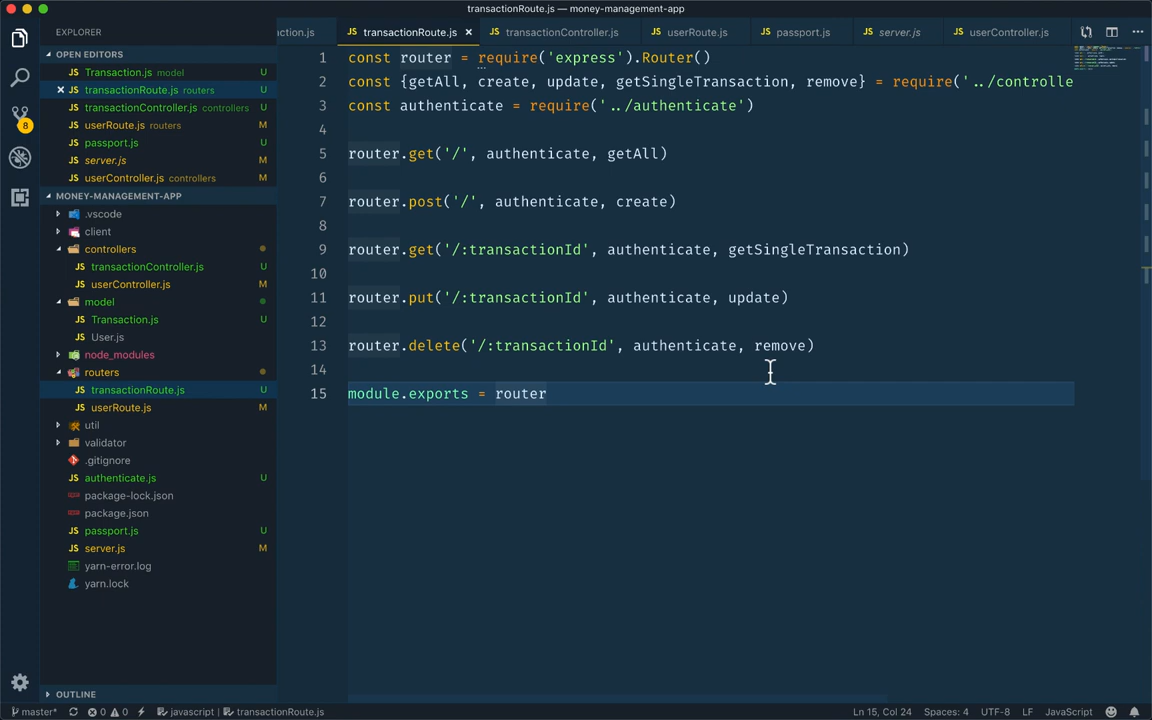 transactionRoute.js — money-management-app
EXPLORER
OPEN EDITORS
Transaction.js model U
transactionRoute.js routers U
transactionController.js controllers U
userRoute.js routers M
passport.js U
server.js M
userController.js controllers M
MONEY-MANAGEMENT-APP
.vscode
client
controllers
transactionController.js U
userController.js M
model
Transaction.js U
User.js
node_modules
routers
transactionRoute.js U
userRoute.js M
util
validator
.gitignore
authenticate.js U
package-lock.json
package.json
passport.js U
server.js M
yarn-error.log
yarn.lock
OUTLINE
8
ction.js transactionRoute.js transactionController.js userRoute.js passport.js server.js userController.js
1 const router = require('express').Router()
2 const {getAll, create, update, getSingleTransaction, remove} = require('../controlle
3 const authenticate = require('../authenticate')
4
5 router.get('/', authenticate, getAll)
6
7 router.post('/', authenticate, create)
8
9 router.get('/:transactionId', authenticate, getSingleTransaction)
10
11 router.put('/:transactionId', authenticate, update)
12
13 router.delete('/:transactionId', authenticate, remove)
14
15 module.exports = router
master* 0 0 javascript | transactionRoute.js Ln 15, Col 24 Spaces: 4 UTF-8 LF JavaScript